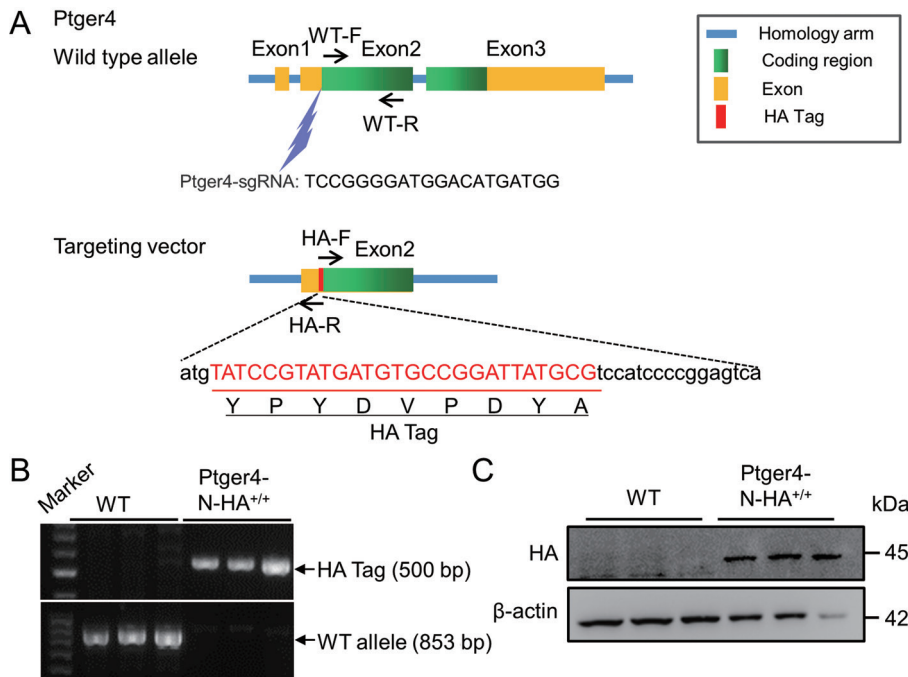 A
Ptger4
Wild type allele
Exon1
WT-F
Exon2
Exon3
WT-R
Ptger4-sgRNA: TCCGGGGATGGACATGATGG
Homology arm
Coding region
Exon
HA Tag
Targeting vector
HA-F
Exon2
HA-R
atgTATCCGTATGATGTGCCGGATTATGCGtccatccccggagtca
Y P Y D V P D Y A
HA Tag
B
Marker
WT
Ptger4-
N-HA+/+
HA Tag (500 bp)
WT allele (853 bp)
C
WT
Ptger4-
N-HA+/+
kDa
HA
45
β-actin
42